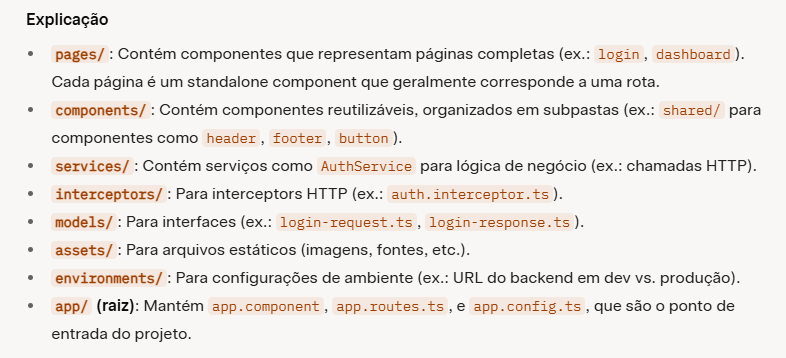 Explicação
pages/: Contém componentes que representam páginas completas (ex.: login, dashboard).
Cada página é um standalone component que geralmente corresponde a uma rota.
components/: Contém componentes reutilizáveis, organizados em subpastas (ex.: shared/ para
componentes como header, footer, button).
services/: Contém serviços como AuthService para lógica de negócio (ex.: chamadas HTTP).
interceptors/: Para interceptors HTTP (ex.: auth.interceptor.ts).
models/: Para interfaces (ex.: login-request.ts, login-response.ts).
assets/: Para arquivos estáticos (imagens, fontes, etc.).
environments/: Para configurações de ambiente (ex.: URL do backend em dev vs. produção).
app/ (raiz): Mantém app.component, app.routes.ts, e app.config.ts, que são o ponto de
entrada do projeto.